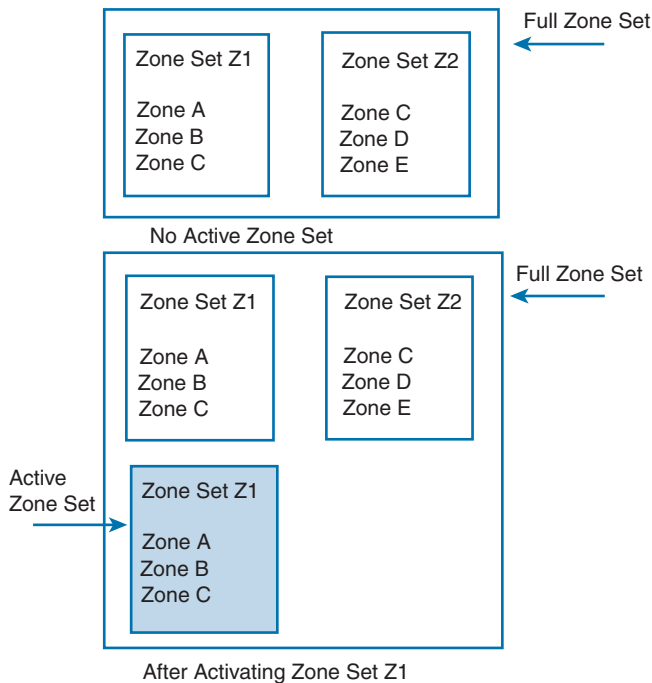 Full Zone Set
Zone Set Z1
Zone A
Zone B
Zone C
Zone Set Z2
Zone C
Zone D
Zone E
No Active Zone Set
Full Zone Set
Zone Set Z1
Zone A
Zone B
Zone C
Zone Set Z2
Zone C
Zone D
Zone E
Active
Zone Set
Zone Set Z1
Zone A
Zone B
Zone C
After Activating Zone Set Z1